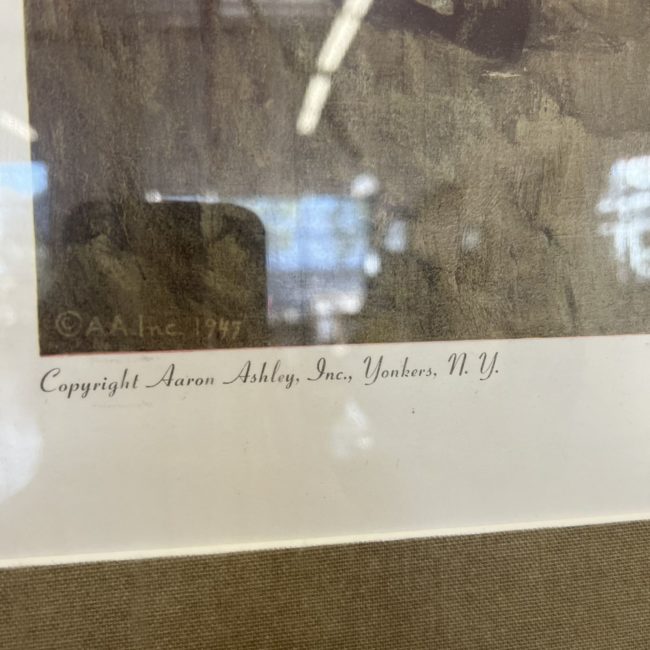 © A.A. Inc. 1947
Copyright Aaron Ashley, Inc., Yonkers, N. Y.